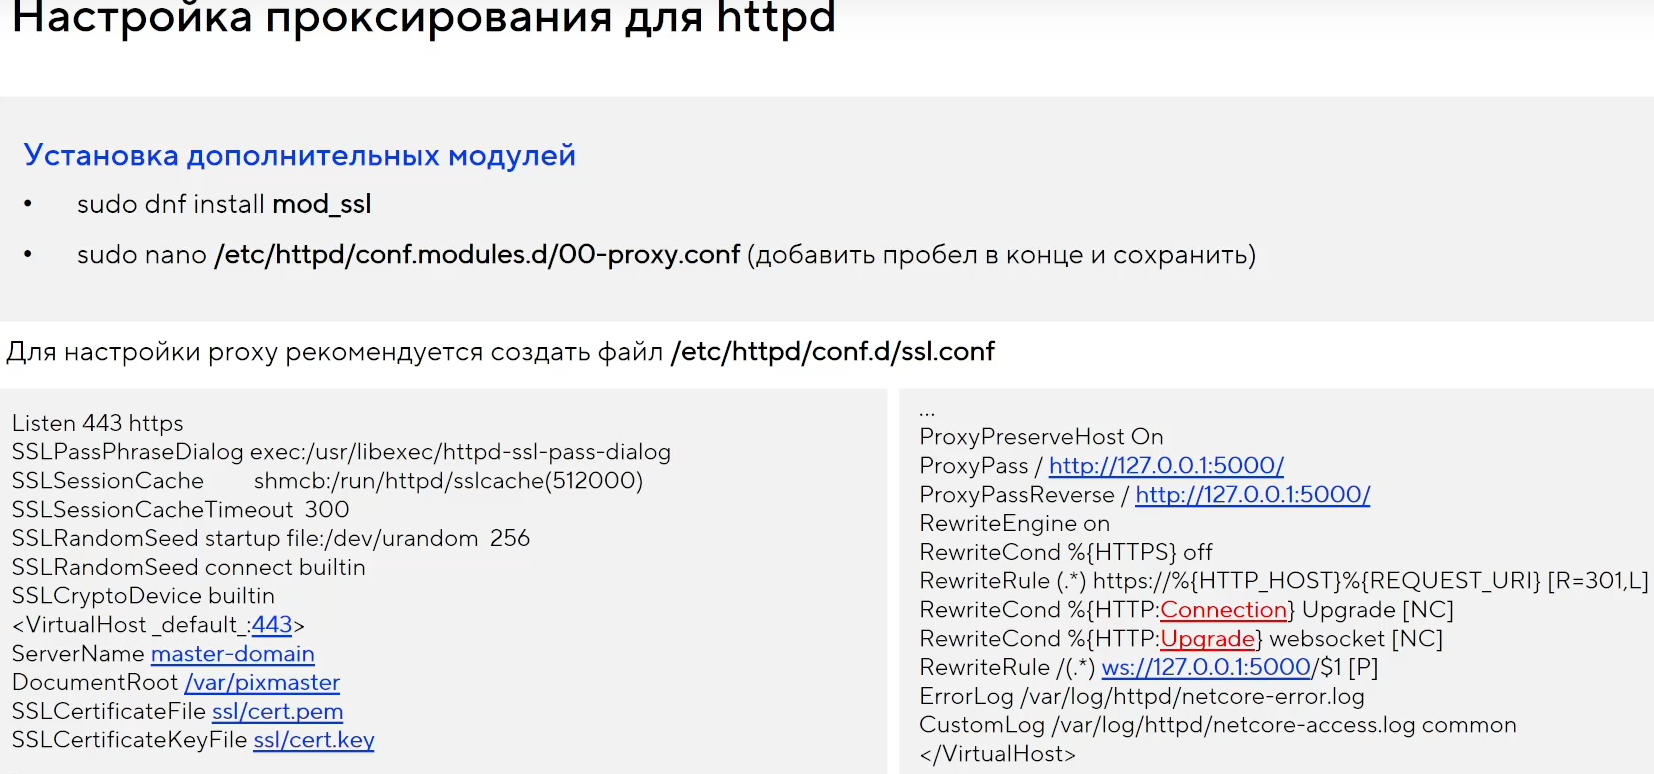 Настройка проксирования для httpd
Установка дополнительных модулей
• sudo dnf install mod_ssl
• sudo nano /etc/httpd/conf.modules.d/00-proxy.conf (добавить пробел в конце и сохранить)
Для настройки proxy рекомендуется создать файл /etc/httpd/conf.d/ssl.conf
Listen 443 https
SSLPassPhraseDialog exec:/usr/libexec/httpd-ssl-pass-dialog
SSLSessionCache shmcb:/run/httpd/sslcache(512000)
SSLSessionCacheTimeout 300
SSLRandomSeed startup file:/dev/urandom 256
SSLRandomSeed connect builtin
SSLCryptoDevice builtin
<VirtualHost _default_:443>
ServerName master-domain
DocumentRoot /var/pixmaster
SSLCertificateFile ssl/cert.pem
SSLCertificateKeyFile ssl/cert.key
...
ProxyPreserveHost On
ProxyPass / http://127.0.0.1:5000/
ProxyPassReverse / http://127.0.0.1:5000/
RewriteEngine on
RewriteCond %{HTTPS} off
RewriteRule (.*) https://%{HTTP_HOST}%{REQUEST_URI} [R=301,L]
RewriteCond %{HTTP:Connection} Upgrade [NC]
RewriteCond %{HTTP:Upgrade} websocket [NC]
RewriteRule /(.*) ws://127.0.0.1:5000/$1 [P]
ErrorLog /var/log/httpd/netcore-error.log
CustomLog /var/log/httpd/netcore-access.log common
</VirtualHost>